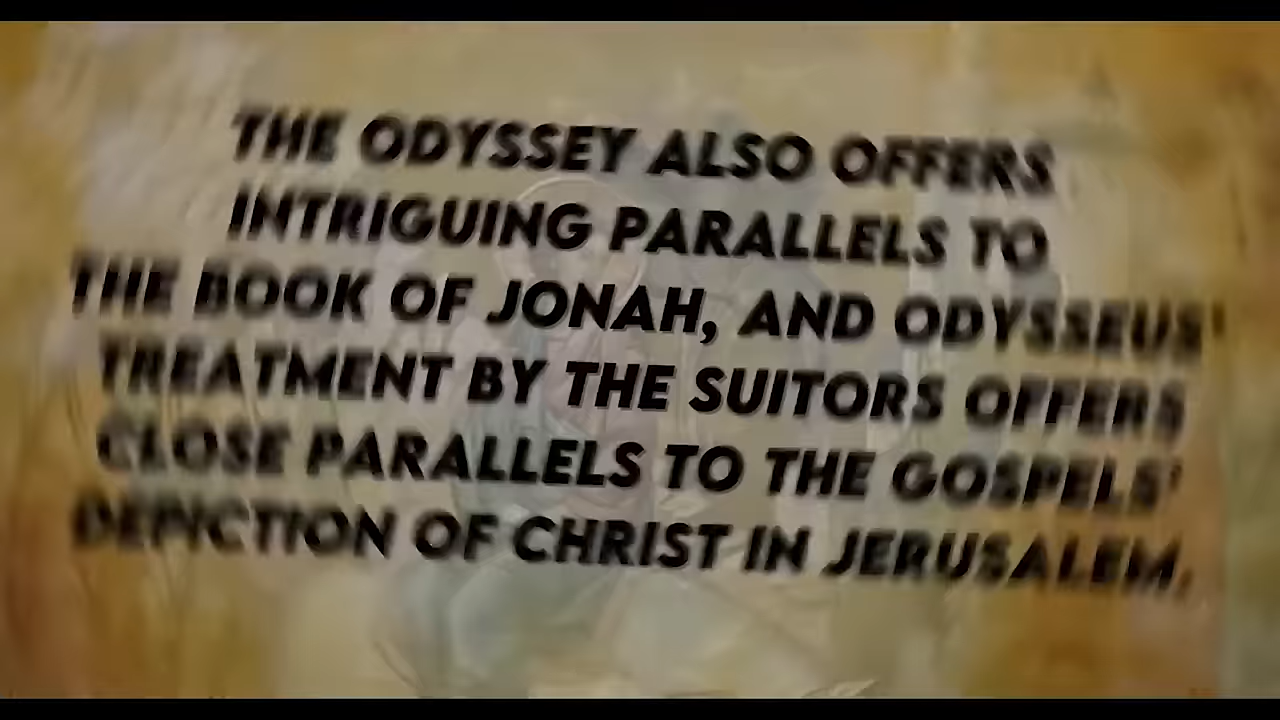 THE ODYSSEY ALSO OFFERS
INTRIGUING PARALLELS TO
THE BOOK OF JONAH, AND ODYSSEUS'
TREATMENT BY THE SUITORS OFFERS
CLOSE PARALLELS TO THE GOSPELS'
DEPICTION OF CHRIST IN JERUSALEM.